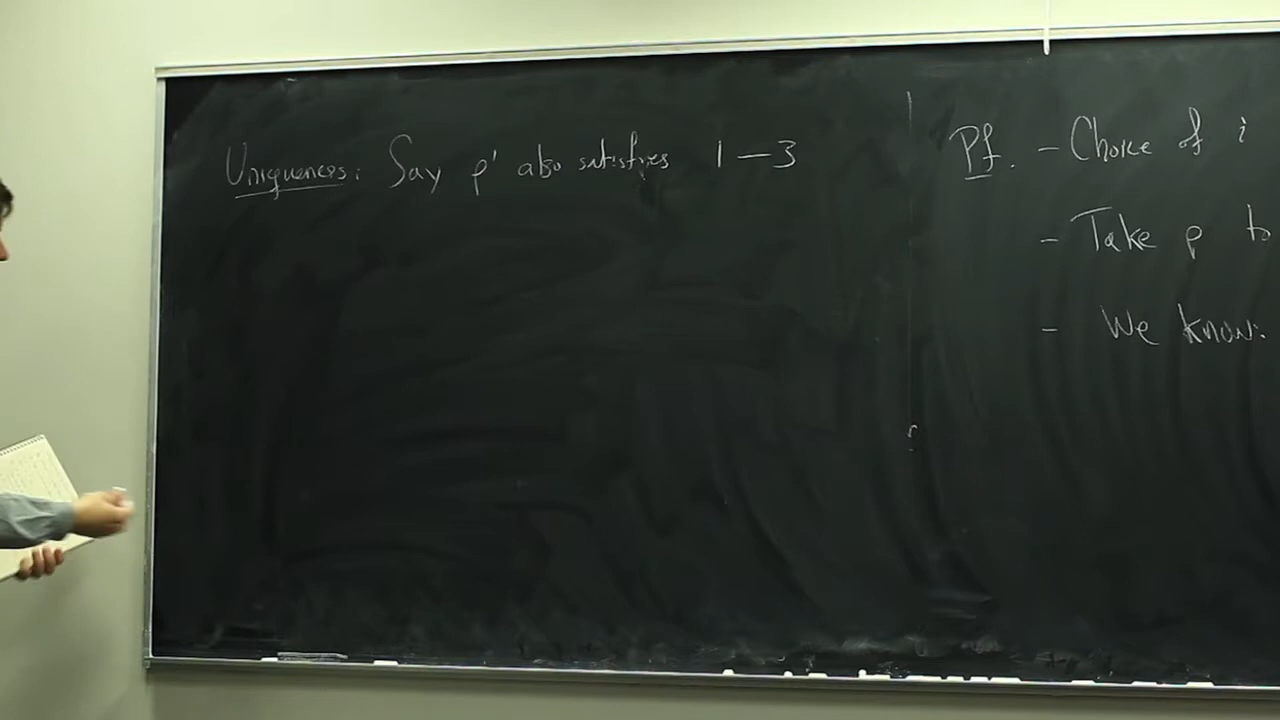 Uniqueness: Say ρ' also satisfies 1 – 3
Pf. - Choice of i
- Take ρ to
- We know: